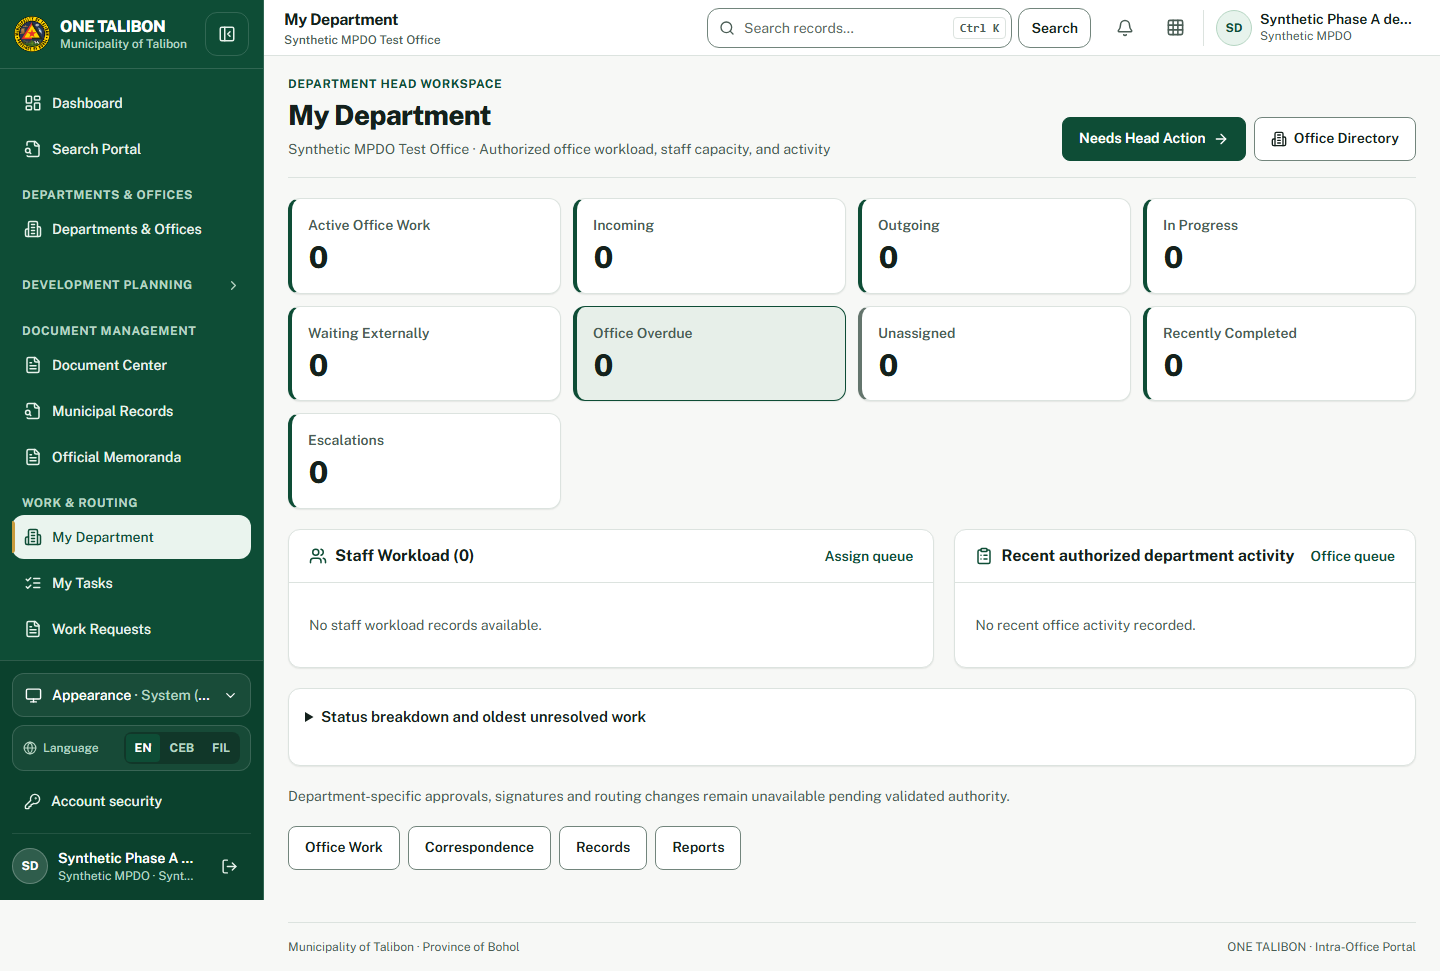 ONE TALIBON
Municipality of Talibon
Dashboard
Search Portal
DEPARTMENTS & OFFICES
Departments & Offices
DEVELOPMENT PLANNING
DOCUMENT MANAGEMENT
Document Center
Municipal Records
Official Memoranda
WORK & ROUTING
My Department
My Tasks
Work Requests
Appearance · System (...
Language EN CEB FIL
Account security
SD Synthetic Phase A ...
Synthetic MPDO · Synt...
My Department
Synthetic MPDO Test Office
Search records... Ctrl K Search
SD Synthetic Phase A de...
Synthetic MPDO
DEPARTMENT HEAD WORKSPACE
My Department
Synthetic MPDO Test Office · Authorized office workload, staff capacity, and activity
Needs Head Action Office Directory
Active Office Work
0
Incoming
0
Outgoing
0
In Progress
0
Waiting Externally
0
Office Overdue
0
Unassigned
0
Recently Completed
0
Escalations
0
Staff Workload (0) Assign queue
No staff workload records available.
Recent authorized department activity Office queue
No recent office activity recorded.
Status breakdown and oldest unresolved work
Department-specific approvals, signatures and routing changes remain unavailable pending validated authority.
Office Work Correspondence Records Reports
Municipality of Talibon · Province of Bohol
ONE TALIBON · Intra-Office Portal